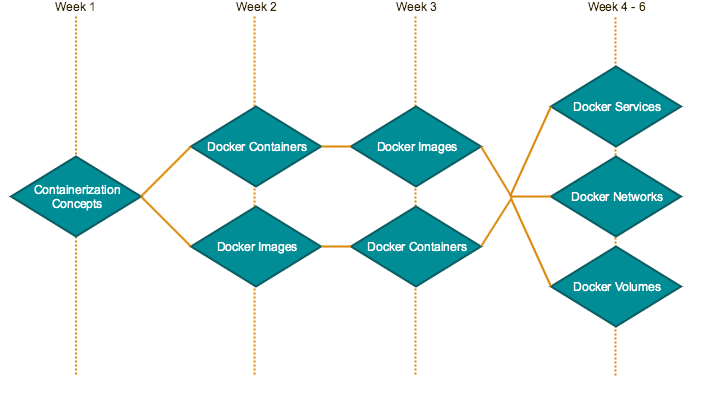 Week 1
Week 2
Week 3
Week 4 - 6
Containerization
Concepts
Docker Containers
Docker Images
Docker Images
Docker Containers
Docker Services
Docker Networks
Docker Volumes